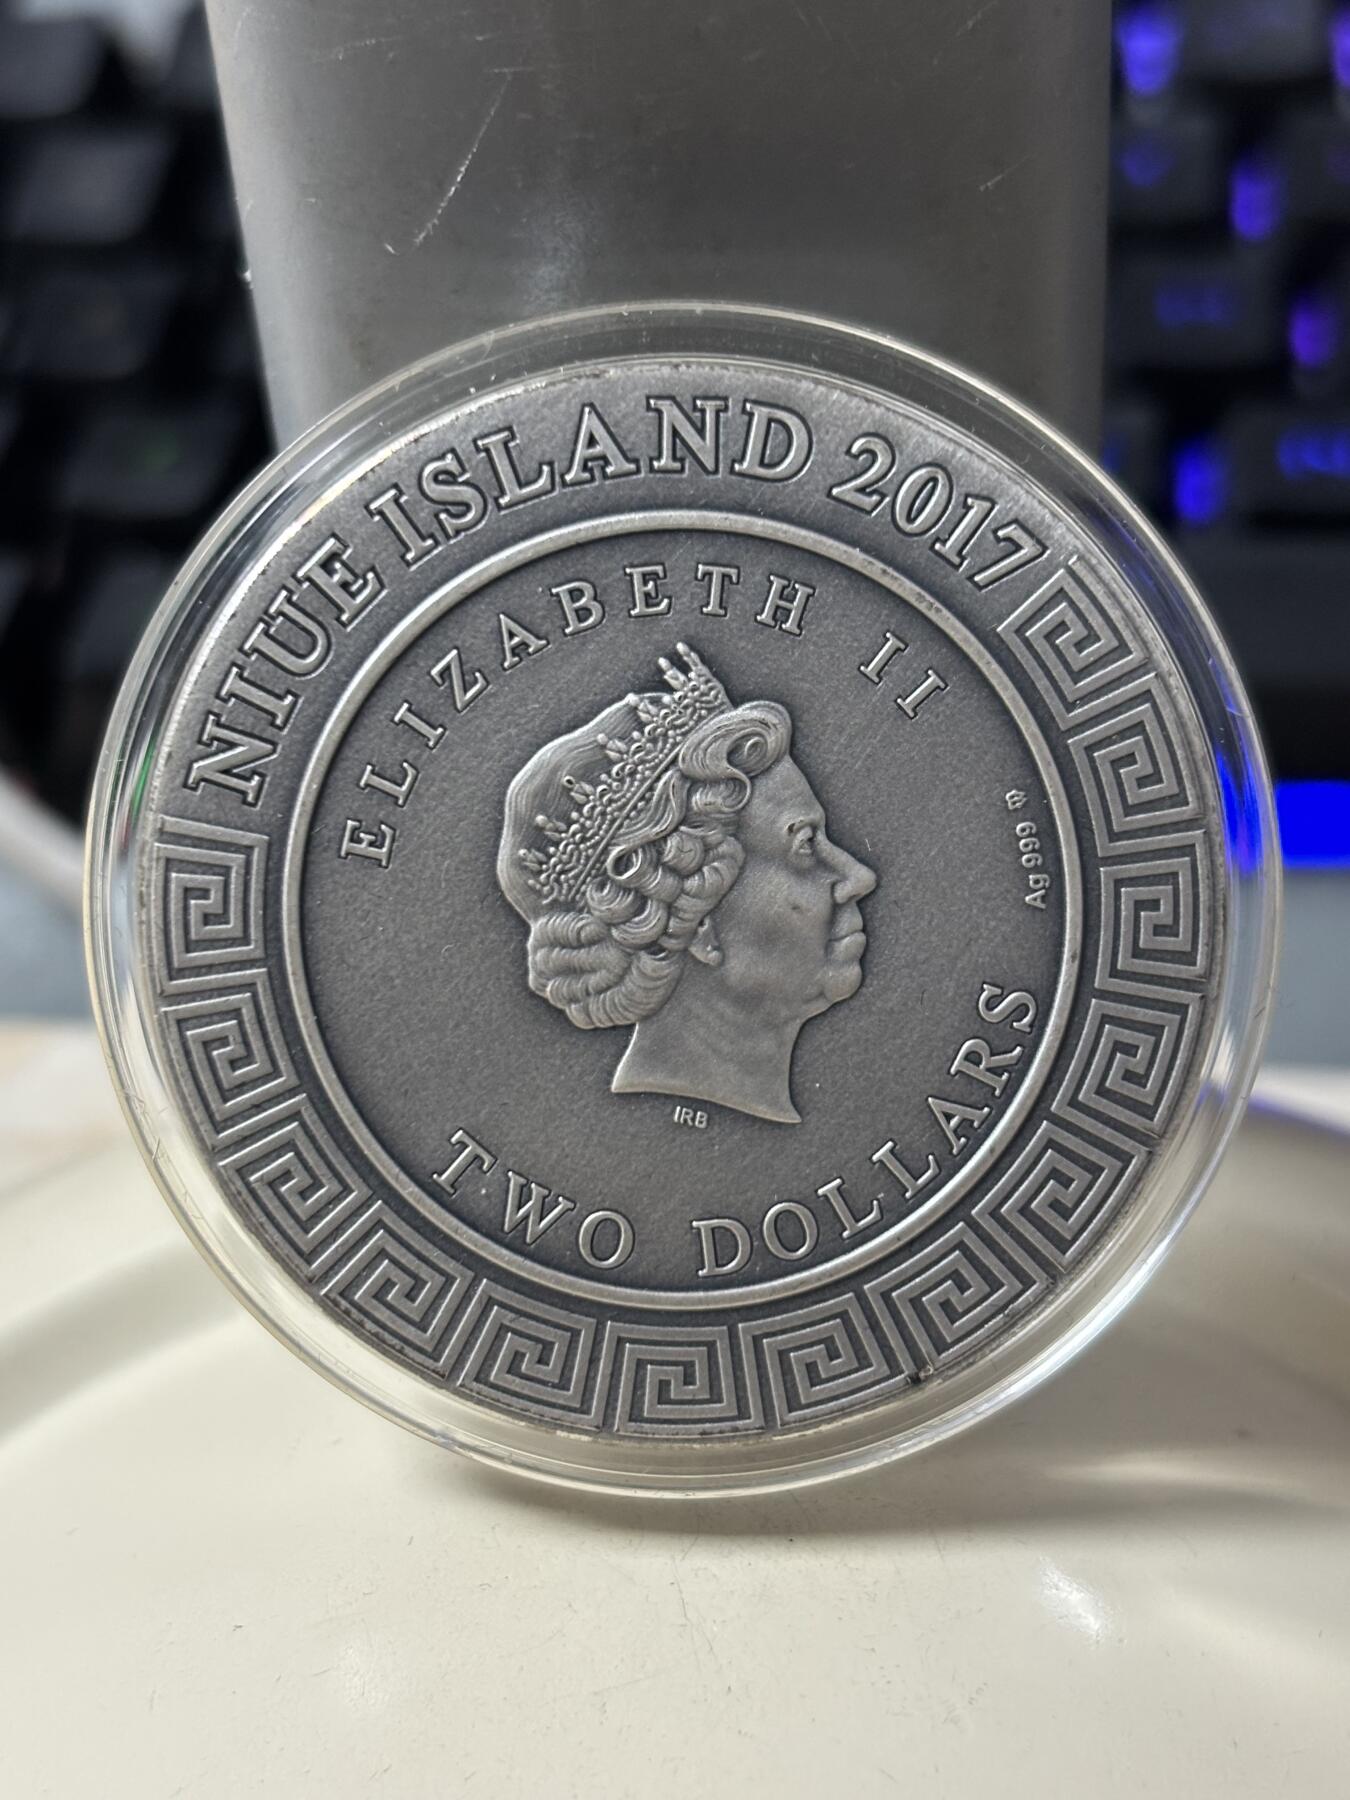 NIUE ISLAND 2017
ELIZABETH II
Ag 999
IRB
TWO DOLLARS